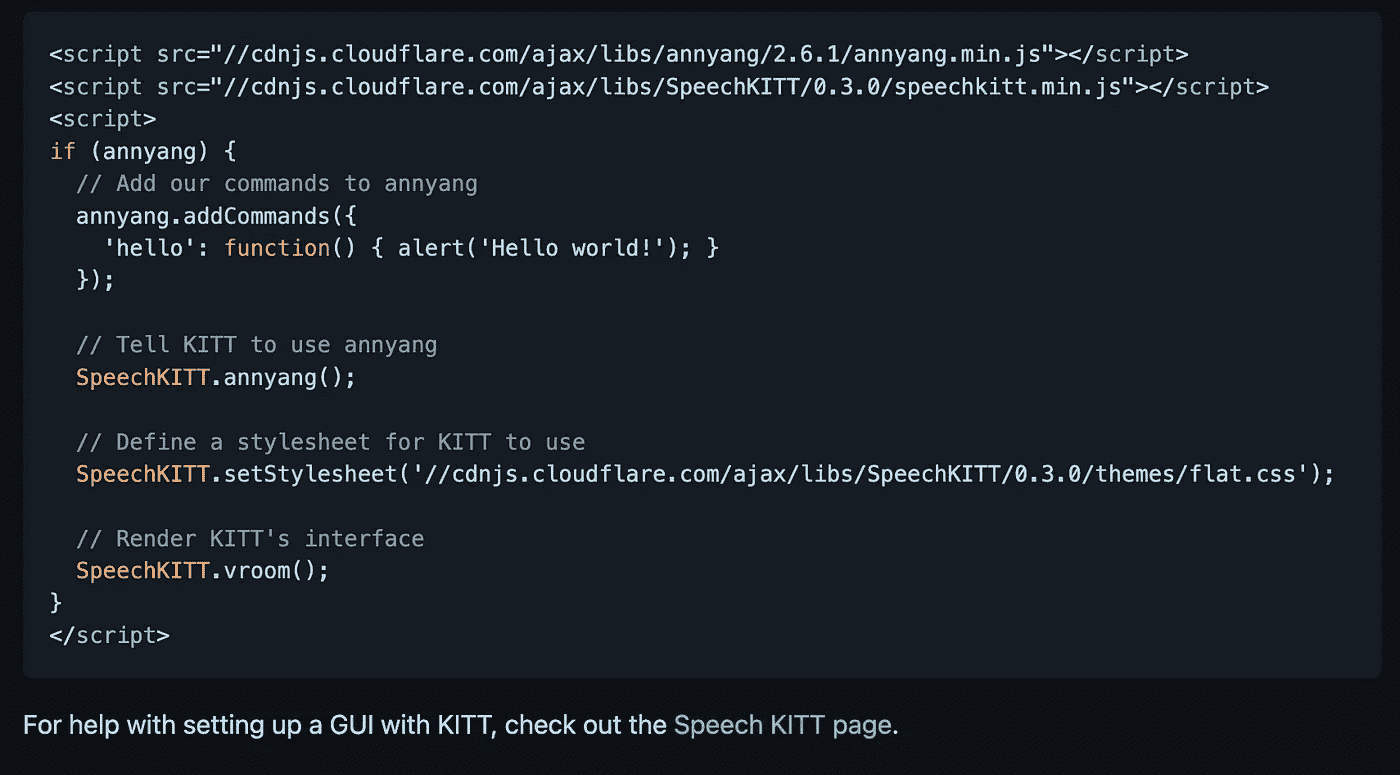 <script src="//cdnjs.cloudflare.com/ajax/libs/annyang/2.6.1/annyang.min.js"></script>
<script src="//cdnjs.cloudflare.com/ajax/libs/SpeechKITT/0.3.0/speechkitt.min.js"></script>
<script>
if (annyang) {
  // Add our commands to annyang
  annyang.addCommands({
    'hello': function() { alert('Hello world!'); }
  });
  // Tell KITT to use annyang
  SpeechKITT.annyang();
  // Define a stylesheet for KITT to use
  SpeechKITT.setStylesheet('//cdnjs.cloudflare.com/ajax/libs/SpeechKITT/0.3.0/themes/flat.css');
  // Render KITT's interface
  SpeechKITT.vroom();
}
</script>
For help with setting up a GUI with KITT, check out the Speech KITT page.